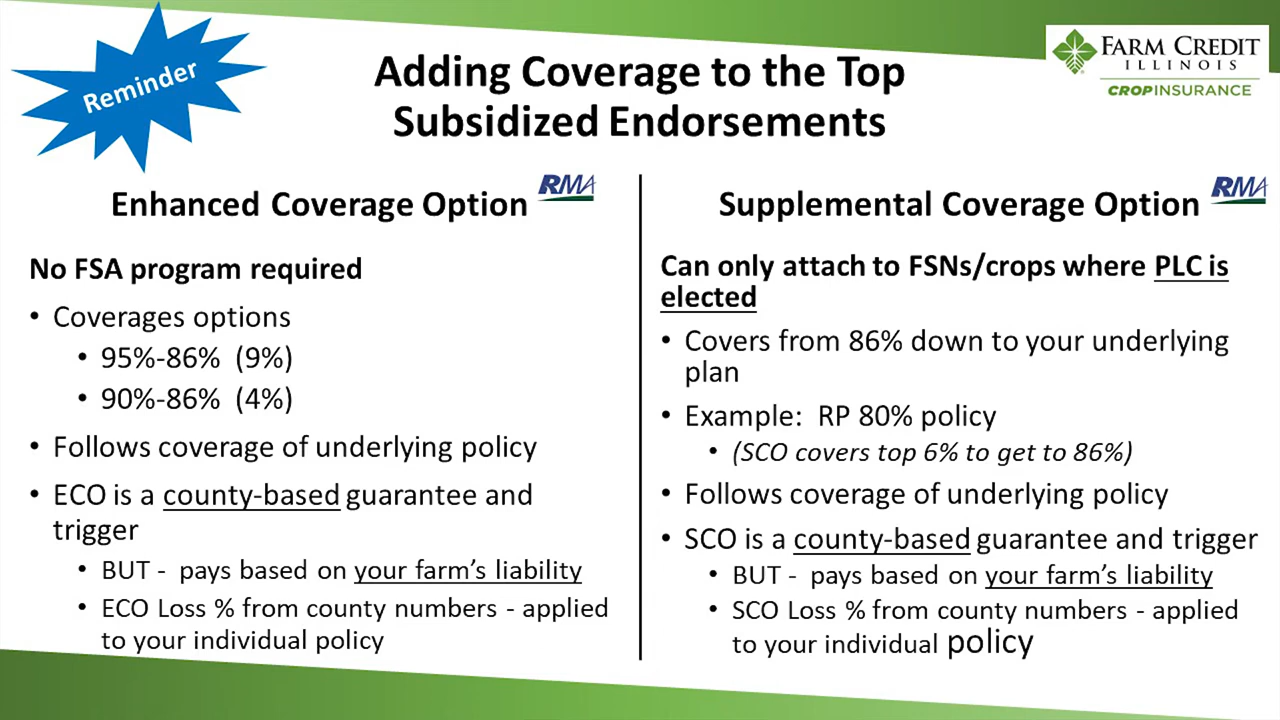 Reminder
FARM CREDIT
ILLINOIS
CROPINSURANCE
Adding Coverage to the Top
Subsidized Endorsements
Enhanced Coverage Option
RMA
No FSA program required
• Coverages options
• 95%-86% (9%)
• 90%-86% (4%)
• Follows coverage of underlying policy
• ECO is a county-based guarantee and
trigger
• BUT - pays based on your farm's liability
• ECO Loss % from county numbers - applied
to your individual policy
Supplemental Coverage Option
RMA
Can only attach to FSNs/crops where PLC is
elected
• Covers from 86% down to your underlying
plan
• Example: RP 80% policy
• (SCO covers top 6% to get to 86%)
• Follows coverage of underlying policy
• SCO is a county-based guarantee and trigger
• BUT - pays based on your farm's liability
• SCO Loss % from county numbers - applied
to your individual policy